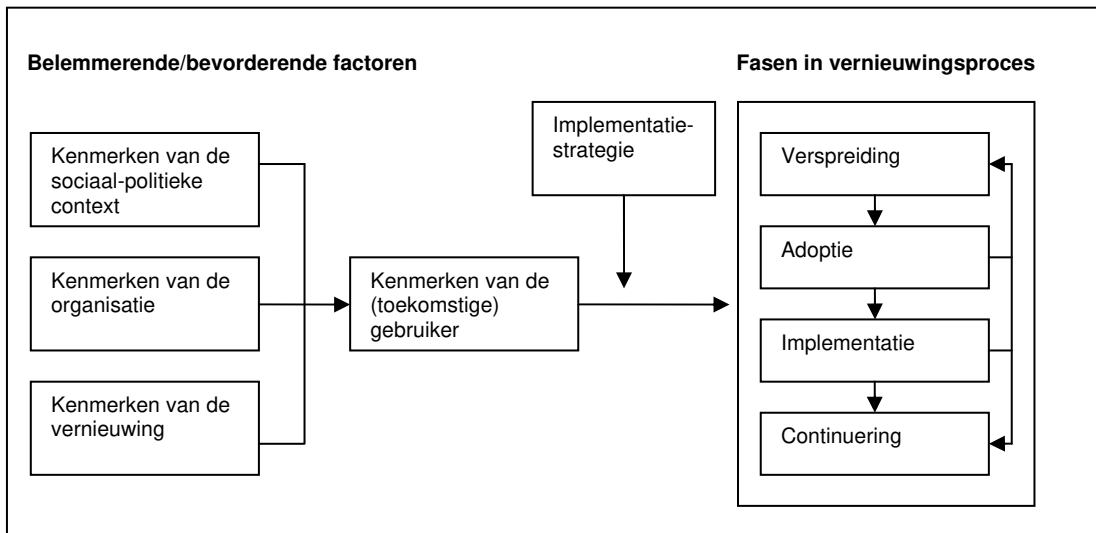 Belemmerende/bevorderende factoren
Fasen in vernieuwingsproces
Kenmerken van de
sociaal-politieke
context
Kenmerken van de
organisatie
Kenmerken van de
vernieuwing
Kenmerken van de
(toekomstige)
gebruiker
Implementatie-
strategie
Verspreiding
Adoptie
Implementatie
Continuering